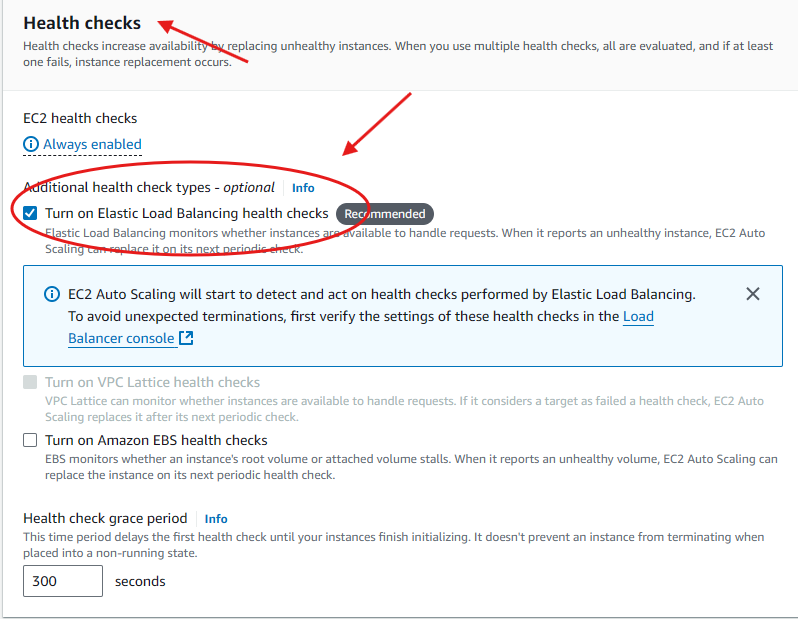 Health checks
Health checks increase availability by replacing unhealthy instances. When you use multiple health checks, all are evaluated, and if at least
one fails, instance replacement occurs.
EC2 health checks
Always enabled
Additional health check types - optional Info
Turn on Elastic Load Balancing health checks Recommended
Elastic Load Balancing monitors whether instances are available to handle requests. When it reports an unhealthy instance, EC2 Auto
Scaling can replace it on its next periodic check.
EC2 Auto Scaling will start to detect and act on health checks performed by Elastic Load Balancing.
To avoid unexpected terminations, first verify the settings of these health checks in the Load
Balancer console
Turn on VPC Lattice health checks
VPC Lattice can monitor whether instances are available to handle requests. If it considers a target as failed a health check, EC2 Auto
Scaling replaces it after its next periodic check.
Turn on Amazon EBS health checks
EBS monitors whether an instance's root volume or attached volume stalls. When it reports an unhealthy volume, EC2 Auto Scaling can
replace the instance on its next periodic health check.
Health check grace period Info
This time period delays the first health check until your instances finish initializing. It doesn't prevent an instance from terminating when
placed into a non-running state.
300 seconds